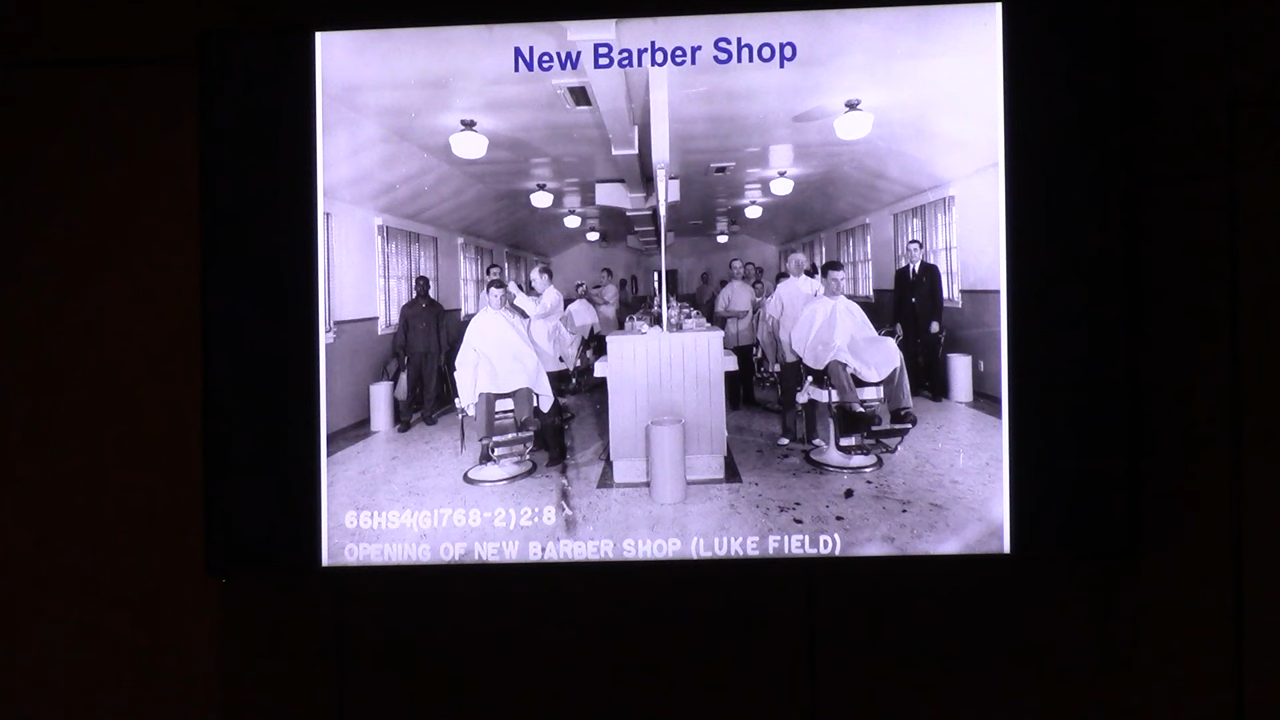 New Barber Shop
66HS4(G1768-2)2:8
OPENING OF NEW BARBER SHOP (LUKE FIELD)